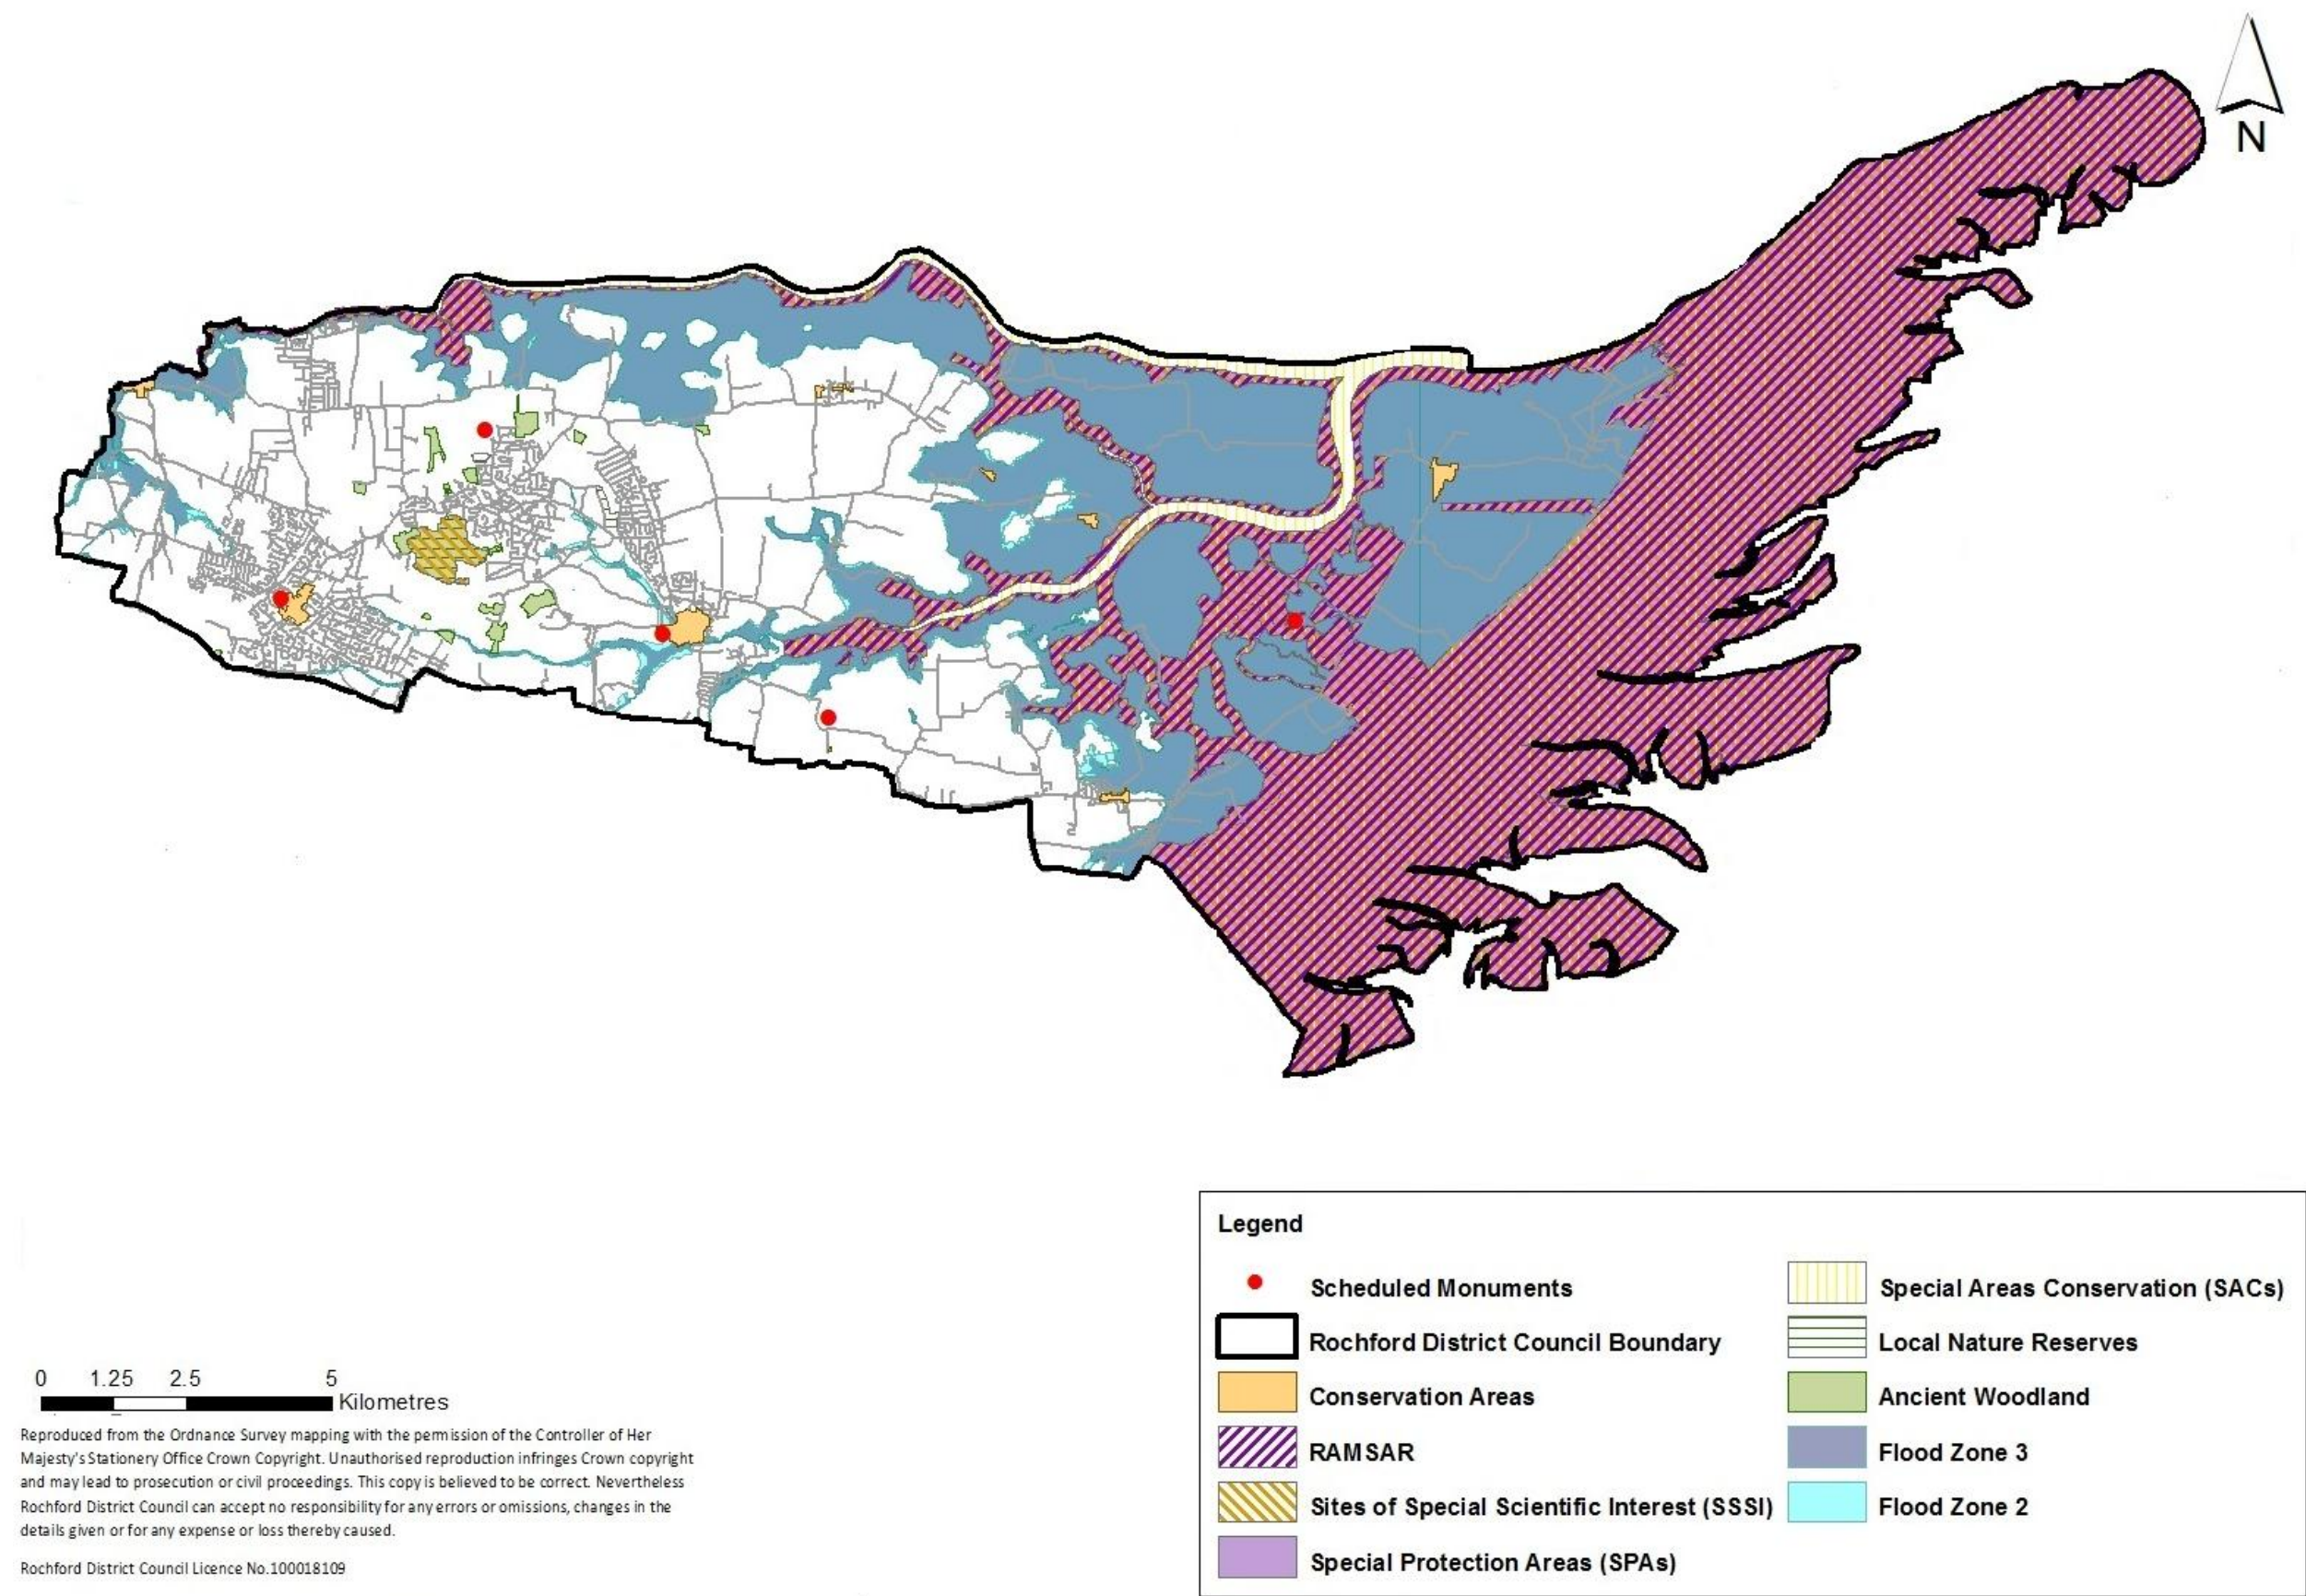 N
Legend
Scheduled Monuments
Rochford District Council Boundary
Conservation Areas
RAMSAR
Sites of Special Scientific Interest (SSSI)
Special Protection Areas (SPAs)
Special Areas Conservation (SACs)
Local Nature Reserves
Ancient Woodland
Flood Zone 3
Flood Zone 2
0 1.25 2.5 5
Kilometres
Reproduced from the Ordnance Survey mapping with the permission of the Controller of Her
Majesty's Stationery Office Crown Copyright. Unauthorised reproduction infringes Crown copyright
and may lead to prosecution or civil proceedings. This copy is believed to be correct. Nevertheless
Rochford District Council can accept no responsibility for any errors or omissions, changes in the
details given or for any expense or loss thereby caused.
Rochford District Council Licence No.100018109